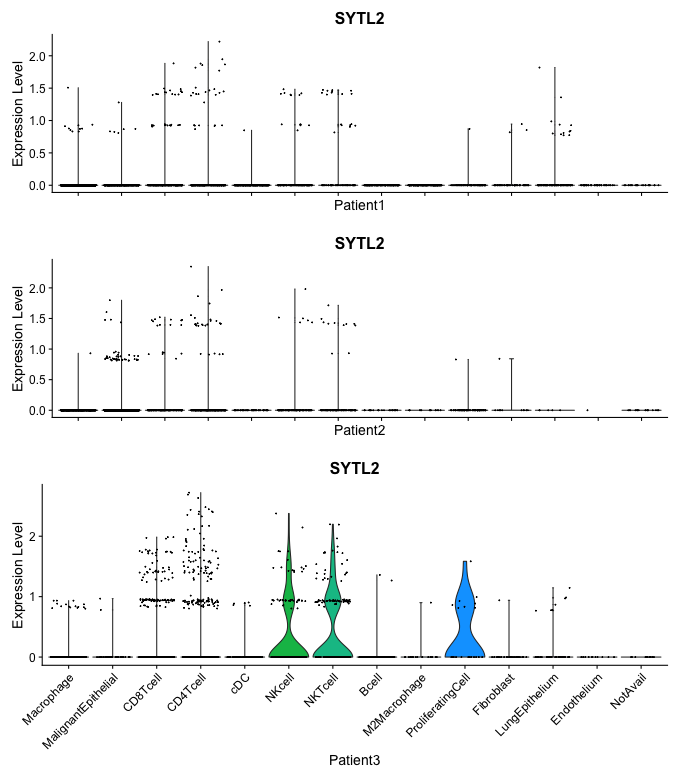 SYTL2
Expression Level
2.0
1.5
1.0
0.5
0.0
Patient1
SYTL2
Expression Level
2.0
1.5
1.0
0.5
0.0
Patient2
SYTL2
Expression Level
2
1
0
Macrophage
MalignantEpithelial
CD8Tcell
CD4Tcell
cDC
NKcell
NKTcell
Bcell
M2Macrophage
ProliferatingCell
Fibroblast
LungEpithelium
Endothelium
NotAvail
Patient3